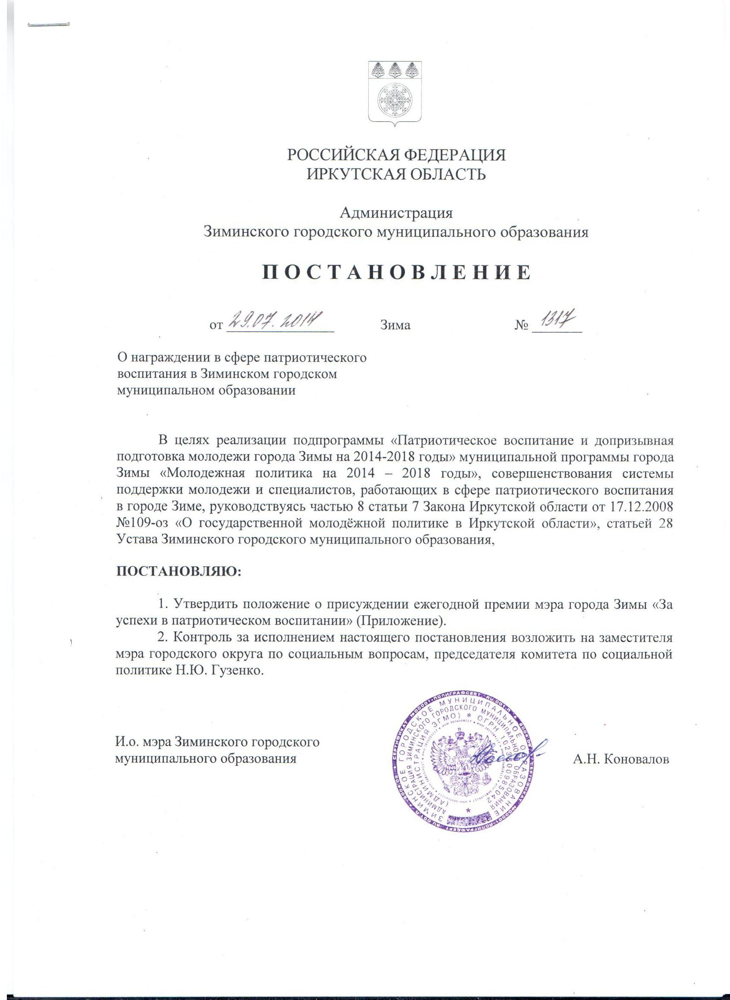 РОССИЙСКАЯ ФЕДЕРАЦИЯ
ИРКУТСКАЯ ОБЛАСТЬ
Администрация
Зиминского городского муниципального образования
ПОСТАНОВЛЕНИЕ
от 29.07.2014 Зима № 1317
О награждении в сфере патриотического
воспитания в Зиминском городском
муниципальном образовании
В целях реализации подпрограммы «Патриотическое воспитание и допризывная
подготовка молодежи города Зимы на 2014-2018 годы» муниципальной программы города
Зимы «Молодежная политика на 2014 – 2018 годы», совершенствования системы
поддержки молодежи и специалистов, работающих в сфере патриотического воспитания
в городе Зиме, руководствуясь частью 8 статьи 7 Закона Иркутской области от 17.12.2008
№109-оз «О государственной молодёжной политике в Иркутской области», статьей 28
Устава Зиминского городского муниципального образования,
ПОСТАНОВЛЯЮ:
1. Утвердить положение о присуждении ежегодной премии мэра города Зимы «За
успехи в патриотическом воспитании» (Приложение).
2. Контроль за исполнением настоящего постановления возложить на заместителя
мэра городского округа по социальным вопросам, председателя комитета по социальной
политике Н.Ю. Гузенко.
И.о. мэра Зиминского городского
муниципального образования
А.Н. Коновалов
ЗИМИНСКОЕ ГОРОДСКОЕ МУНИЦИПАЛЬНОЕ ОБРАЗОВАНИЕ
АДМИНИСТРАЦИЯ ЗИМИНСКОГО ГОРОДСКОГО МУНИЦИПАЛЬНОГО ОБРАЗОВАНИЯ
(АДМИНИСТРАЦИЯ ЗГМО) * ОГРН